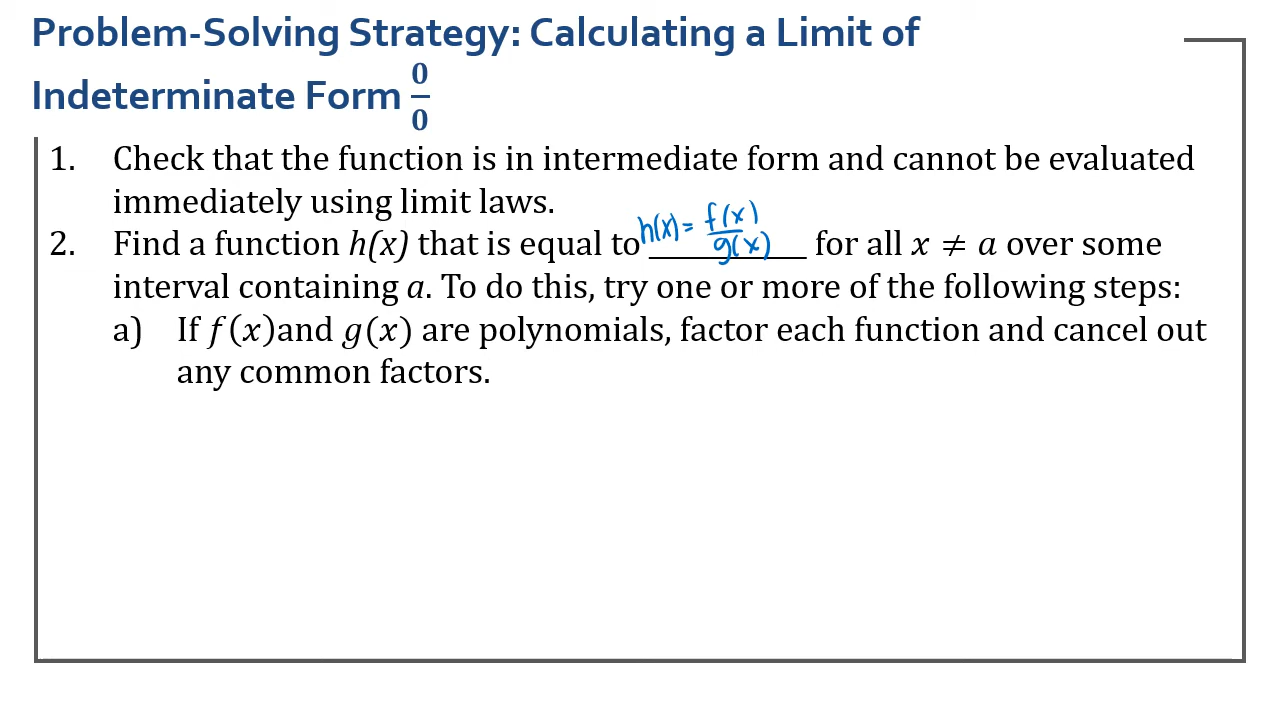 Problem-Solving Strategy: Calculating a Limit of
Indeterminate Form 0/0
1. Check that the function is in intermediate form and cannot be evaluated
immediately using limit laws.
2. Find a function h(x) that is equal to h(x) = f(x)/g(x) for all x ≠ a over some
interval containing a. To do this, try one or more of the following steps:
a) If f(x)and g(x) are polynomials, factor each function and cancel out
any common factors.